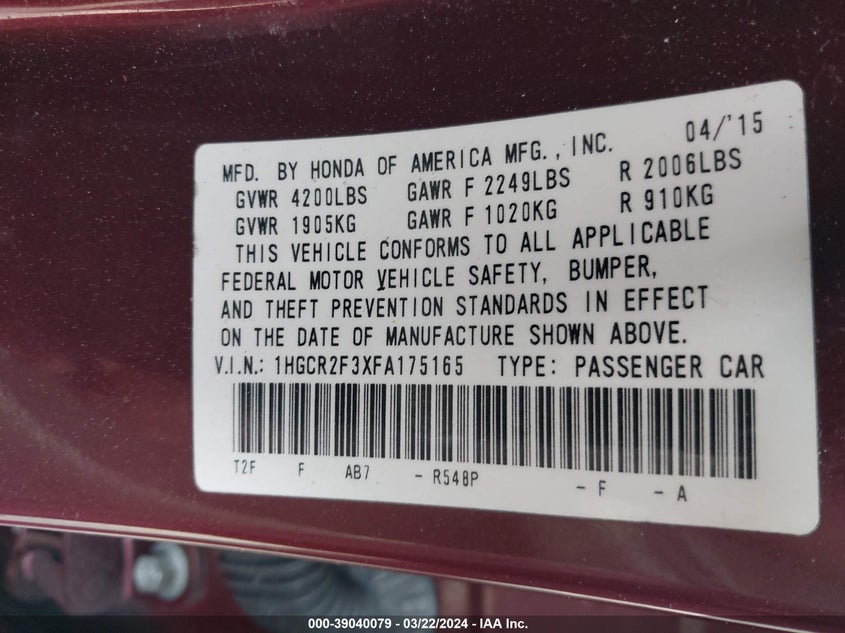 04/'15
MFD. BY HONDA OF AMERICA MFG., INC.
GVWR 4200LBS GAWR F 2249LBS R 2006LBS
GVWR 1905KG GAWR F 1020KG R 910KG
THIS VEHICLE CONFORMS TO ALL APPLICABLE
FEDERAL MOTOR VEHICLE SAFETY, BUMPER,
AND THEFT PREVENTION STANDARDS IN EFFECT
ON THE DATE OF MANUFACTURE SHOWN ABOVE.
V.I.N.: 1HGCR2F3XFA175165 TYPE: PASSENGER CAR
T2F F AB7 - R548P - F - A
000-39040079 - 03/22/2024 - IAA Inc.